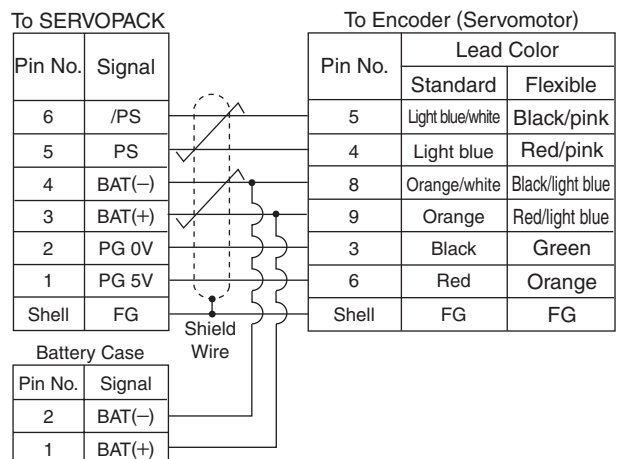 To SERVOPACK
Pin No. Signal
6 /PS
5 PS
4 BAT(−)
3 BAT(+)
2 PG 0V
1 PG 5V
Shell FG
Shield
Wire
To Encoder (Servomotor)
Pin No. Lead Color
Standard Flexible
5 Light blue/white Black/pink
4 Light blue Red/pink
8 Orange/white Black/light blue
9 Orange Red/light blue
3 Black Green
6 Red Orange
Shell FG FG
Battery Case
Pin No. Signal
2 BAT(−)
1 BAT(+)